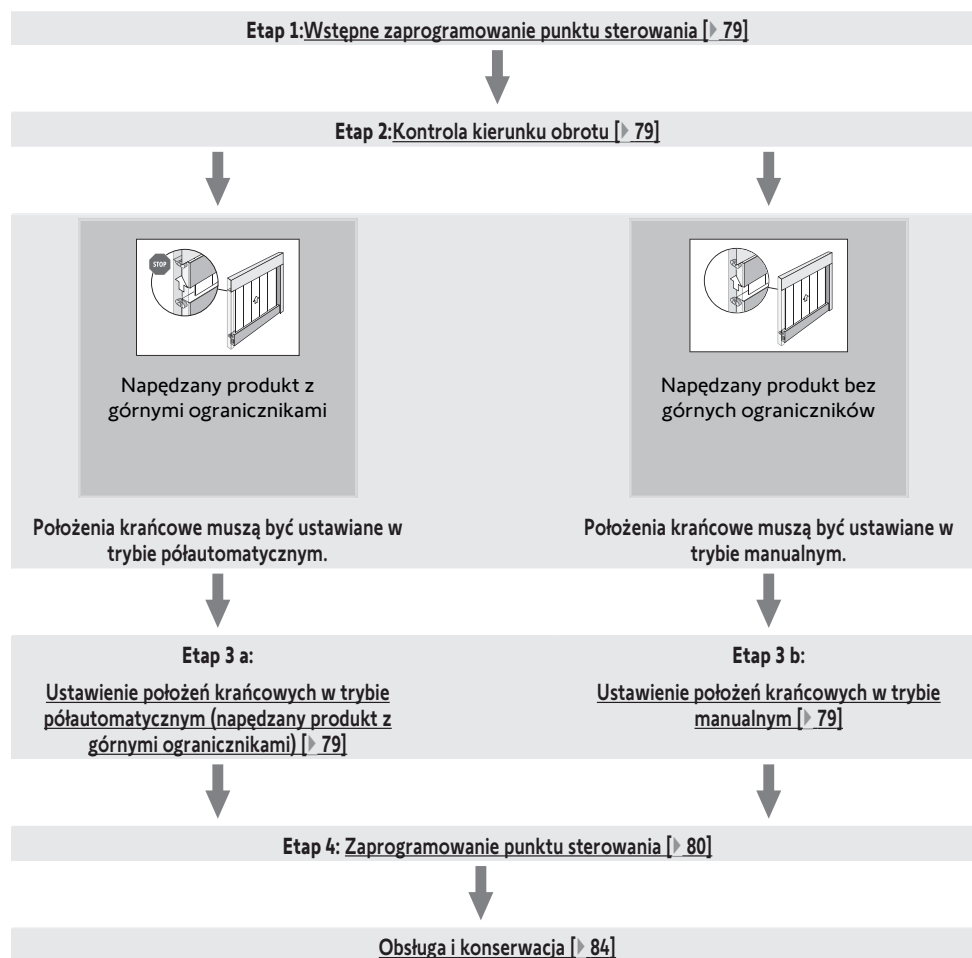 Etap 1:Wstępne zaprogramowanie punktu sterowania [ 79]
Etap 2:Kontrola kierunku obrotu [ 79]
STOP
Napędzany produkt z
górnymi ogranicznikami
Położenia krańcowe muszą być ustawiane w
trybie półautomatycznym.
Napędzany produkt bez
górnych ograniczników
Położenia krańcowe muszą być ustawiane w
trybie manualnym.
Etap 3 a:
Ustawienie położeń krańcowych w trybie
półautomatycznym (napędzany produkt z
górnymi ogranicznikami) [ 79]
Etap 3 b:
Ustawienie położeń krańcowych w trybie
manualnym [ 79]
Etap 4: Zaprogramowanie punktu sterowania [ 80]
Obsługa i konserwacja [ 84]